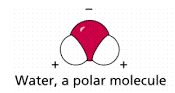 −
+ +
Water, a polar molecule